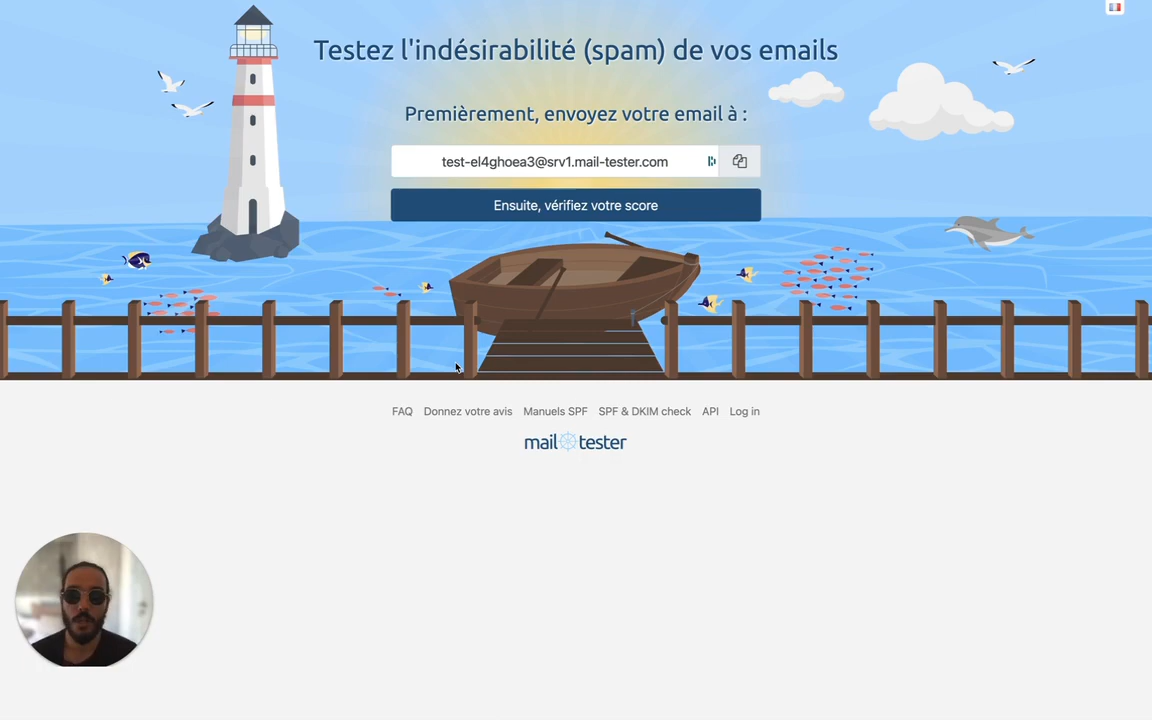 Testez l'indésirabilité (spam) de vos emails
Premièrement, envoyez votre email à :
test-el4ghoea3@srv1.mail-tester.com
Ensuite, vérifiez votre score
FAQ Donnez votre avis Manuels SPF SPF & DKIM check API Log in
mail tester